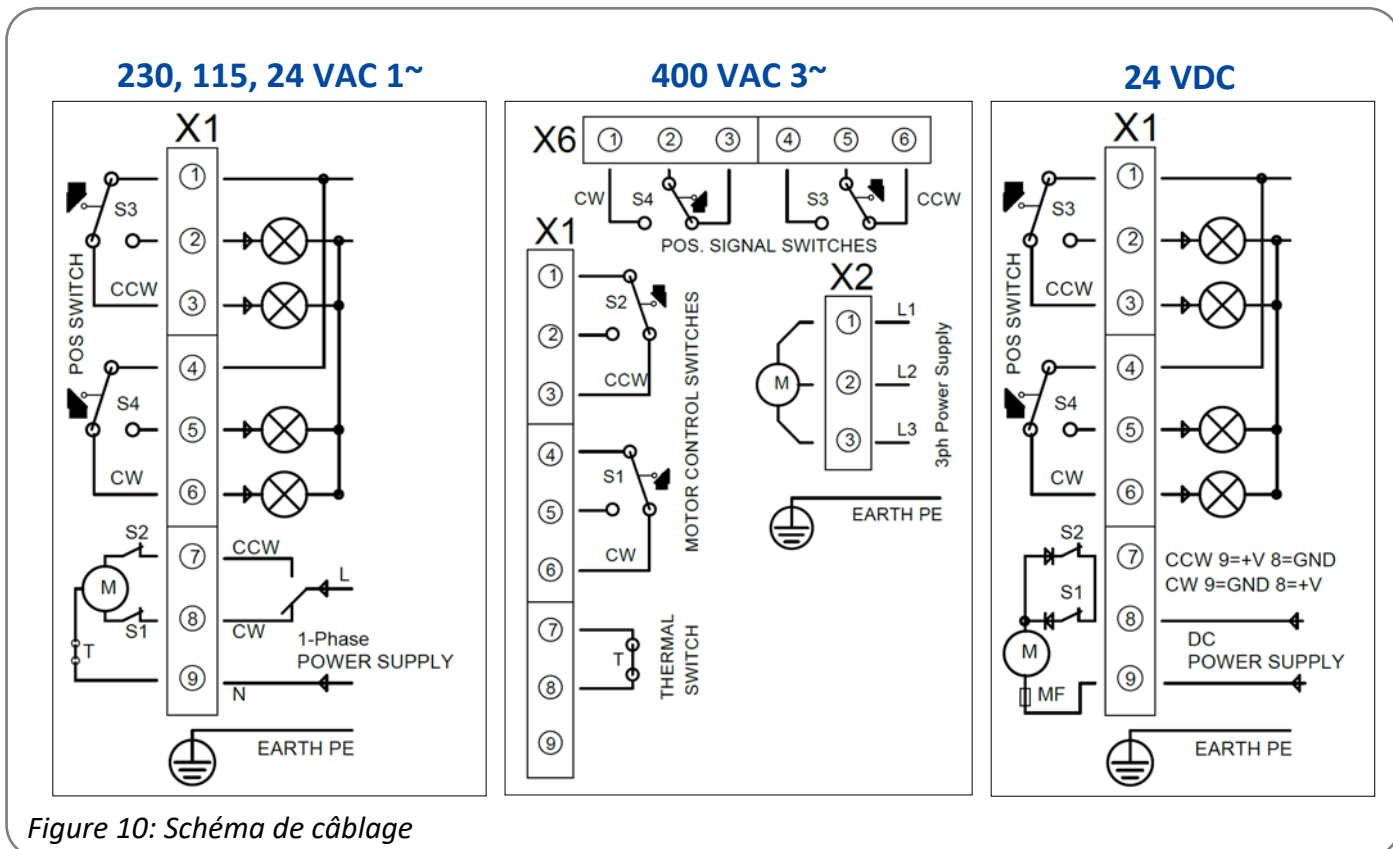 230, 115, 24 VAC 1~
X1
1
S3
2
CCW
3
POS SWITCH
4
S4
5
CW
6
S2
7
CCW
M
L
8
S1
CW
1-Phase
POWER SUPPLY
T
9
N
EARTH PE
400 VAC 3~
X6
1 2 3 4 5 6
CW S4 S3 CCW
POS. SIGNAL SWITCHES
X1
1
S2
2
CCW
3
4
S1
5
CW
6
MOTOR CONTROL SWITCHES
7
T
8
THERMAL
SWITCH
9
X2
1 L1
M 2 L2
3 L3
3ph Power Supply
EARTH PE
24 VDC
X1
1
S3
2
CCW
3
POS SWITCH
4
S4
5
CW
6
S2
7
CCW 9=+V 8=GND
CW 9=GND 8=+V
S1
8
DC
POWER SUPPLY
M
9
MF
EARTH PE
Figure 10: Schéma de câblage